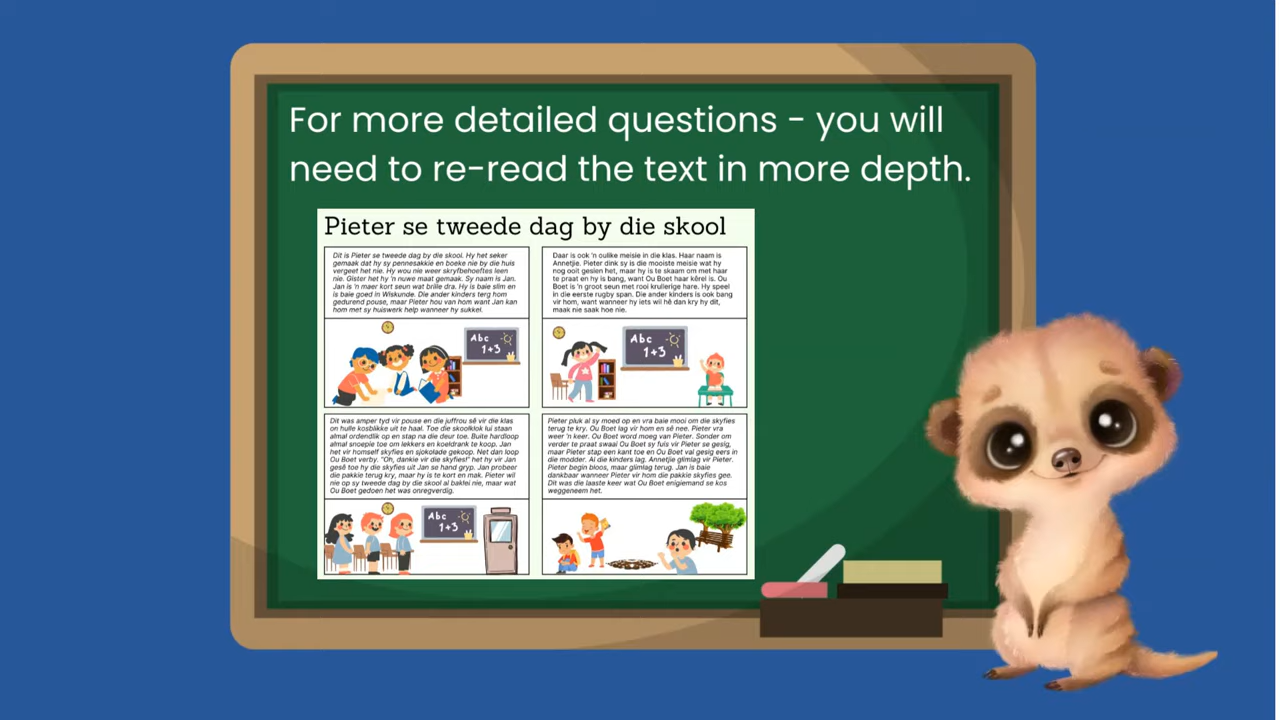 For more detailed questions - you will
need to re-read the text in more depth.
Pieter se tweede dag by die skool
Dit is Pieter se tweede dag by die skool. Hy het seker
gemaak dat hy sy pennesakkie en boeke nie by die huis
vergeet het nie. Hy wou nie weer skryfbehoeftes leen
nie. Gister het hy 'n nuwe maat gemaak. Sy naam is Jan.
Jan is 'n maer kort seun wat brille dra. Hy is baie slim en
is baie goed in Wiskunde. Die ander kinders terg hom
gedurend pouse, maar Pieter hou van hom want Jan kan
hom met sy huiswerk help wanneer hy sukkel.
Abc
1+3
Daar is ook 'n oulike meisie in die klas. Haar naam is
Annetjie. Pieter dink sy is die mooiste meisie wat hy
nog ooit gesien het, maar hy is te skaam om met haar
te praat en hy is bang, want Ou Boet haar kêrel is. Ou
Boet is 'n groot seun met rooi krullerige hare. Hy speel
in die eerste rugby span. Die ander kinders is ook bang
vir hom, want wanneer hy iets wil hê dan kry hy dit,
maak nie saak hoe nie.
Abc
1+3
Dit was amper tyd vir pouse en die juffrou sê vir die klas
on hulle kosblikke uit te haal. Toe die skoolklok lui staan
almal ordendlik op en stap na die deur toe. Buite hardloop
almal snoepie toe om lekkers en koeldrank te koop. Jan
het vir homself skyfies en sjokolade gekoop. Net dan loop
Ou Boet verby. "Oh, dankie vir die skyfies!" het hy vir Jan
gesê toe hy die skyfies uit Jan se hand gryp. Jan probeer
die pakkie terug kry, maar hy is te kort en mak. Pieter wil
nie op sy tweede dag by die skool al baklei nie, maar wat
Ou Boet gedoen het was onregverdig.
Abc
1+3
Pieter pluk al sy moed op en vra baie mooi om die skyfies
terug te kry. Ou Boet lag vir hom en sê nee. Pieter vra
weer 'n keer. Ou Boet word moeg van Pieter. Sonder om
verder te praat swaai Ou Boet sy fuis vir Pieter se gesig,
maar Pieter stap een kant toe en Ou Boet val gesig eers in
die modder. Al die kinders lag. Annetjie glimlag vir Pieter.
Pieter begin bloos, maar glimlag terug. Jan is baie
dankbaar wanneer Pieter vir hom die pakkie skyfies gee.
Dit was die laaste keer wat Ou Boet enigiemand se kos
weggeneem het.